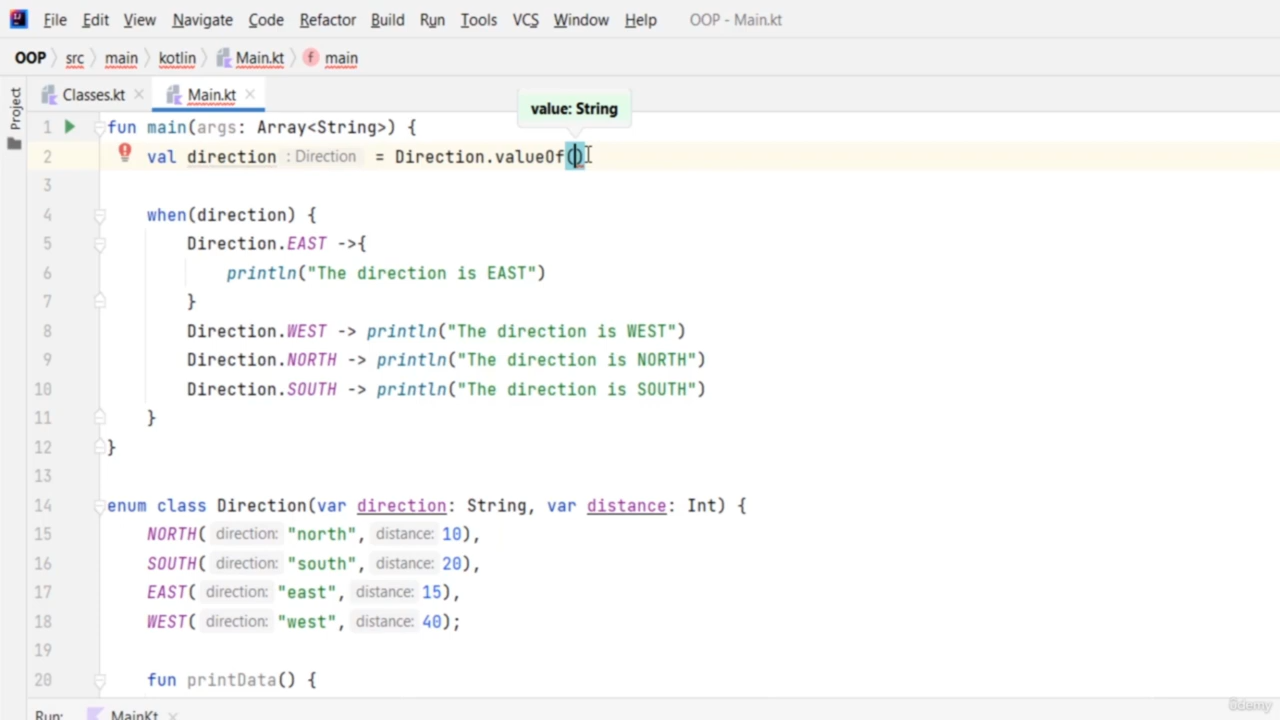 File Edit View Navigate Code Refactor Build Run Tools VCS Window Help OOP - Main.kt
OOP src main kotlin Main.kt f main
Project
Classes.kt Main.kt
value: String
1 fun main(args: Array<String>) {
2 val direction : Direction = Direction.valueOf()
3
4 when(direction) {
5 Direction.EAST ->{
6 println("The direction is EAST")
7 }
8 Direction.WEST -> println("The direction is WEST")
9 Direction.NORTH -> println("The direction is NORTH")
10 Direction.SOUTH -> println("The direction is SOUTH")
11 }
12 }
13
14 enum class Direction(var direction: String, var distance: Int) {
15 NORTH( direction: "north", distance: 10),
16 SOUTH( direction: "south", distance: 20),
17 EAST( direction: "east", distance: 15),
18 WEST( direction: "west", distance: 40);
19
20 fun printData() {
Run: MainKt
ûdemy